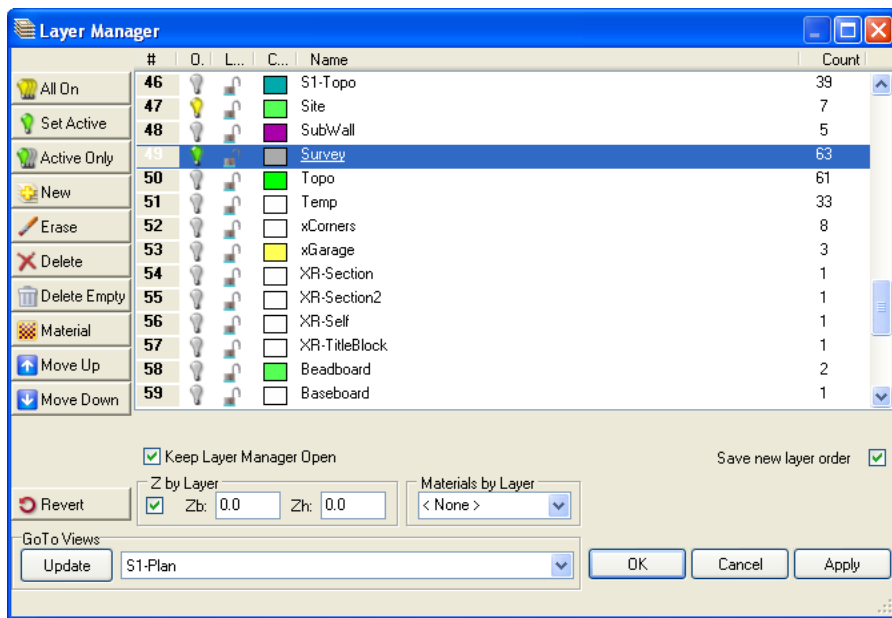 Layer Manager
# O. L... C... Name Count
All On
Set Active
Active Only
New
Erase
Delete
Delete Empty
Material
Move Up
Move Down
46 S1-Topo 39
47 Site 7
48 SubWall 5
49 Survey 63
50 Topo 61
51 Temp 33
52 xCorners 8
53 xGarage 3
54 XR-Section 1
55 XR-Section2 1
56 XR-Self 1
57 XR-TitleBlock 1
58 Beadboard 2
59 Baseboard 1
Keep Layer Manager Open
Save new layer order
Revert
Z by Layer
Zb: 0.0 Zh: 0.0
Materials by Layer
< None >
GoTo Views
Update S1-Plan
OK Cancel Apply